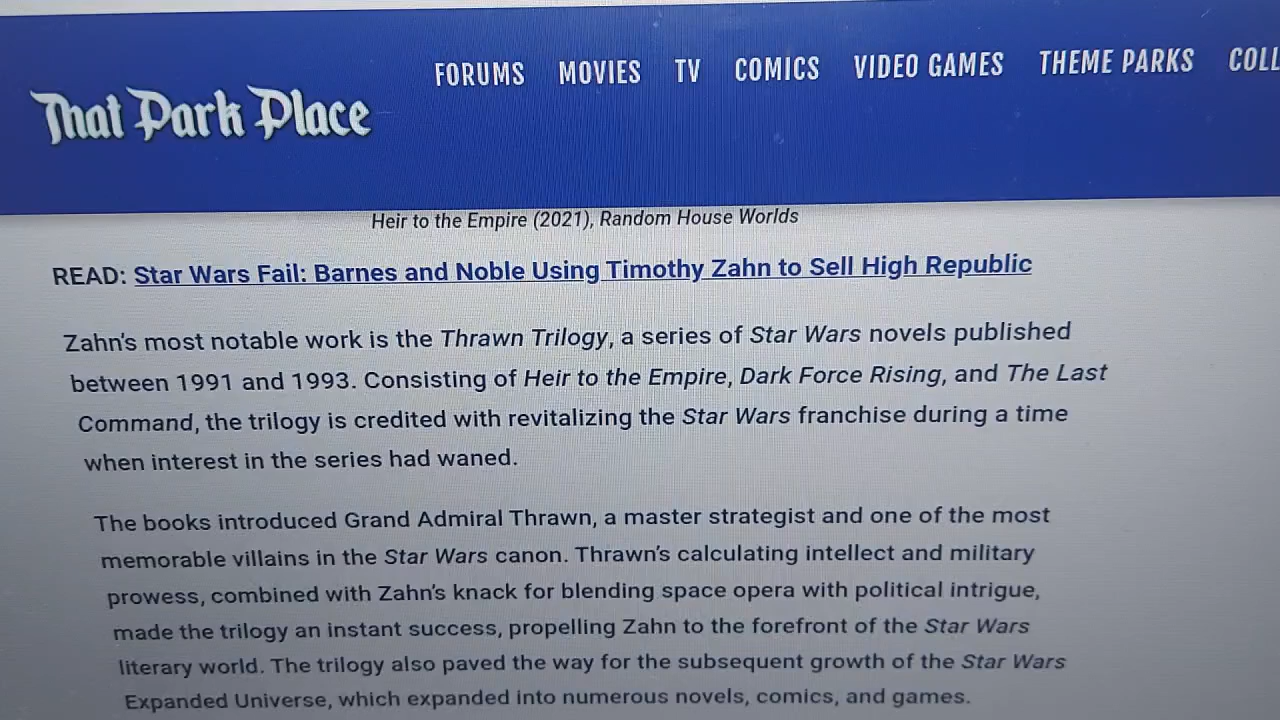 That Park Place
FORUMS MOVIES TV COMICS VIDEO GAMES THEME PARKS COLL
Heir to the Empire (2021), Random House Worlds
READ: Star Wars Fail: Barnes and Noble Using Timothy Zahn to Sell High Republic
Zahn's most notable work is the Thrawn Trilogy, a series of Star Wars novels published
between 1991 and 1993. Consisting of Heir to the Empire, Dark Force Rising, and The Last
Command, the trilogy is credited with revitalizing the Star Wars franchise during a time
when interest in the series had waned.
The books introduced Grand Admiral Thrawn, a master strategist and one of the most
memorable villains in the Star Wars canon. Thrawn's calculating intellect and military
prowess, combined with Zahn's knack for blending space opera with political intrigue,
made the trilogy an instant success, propelling Zahn to the forefront of the Star Wars
literary world. The trilogy also paved the way for the subsequent growth of the Star Wars
Expanded Universe, which expanded into numerous novels, comics, and games.